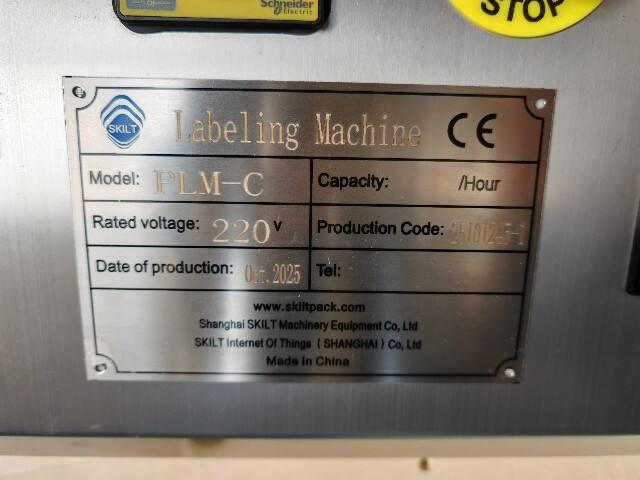 Schneider
Electric
STOP
SKILT
Labeling Machine CE
Model: PLM-C
Capacity: /Hour
Rated voltage: 220 V
Production Code:
Date of production: Oct. 2025
Tel:
www.skiltpack.com
Shanghai SKILT Machinery Equipment Co, Ltd
SKILT Internet Of Things ( SHANGHAI ) Co, Ltd
Made In China